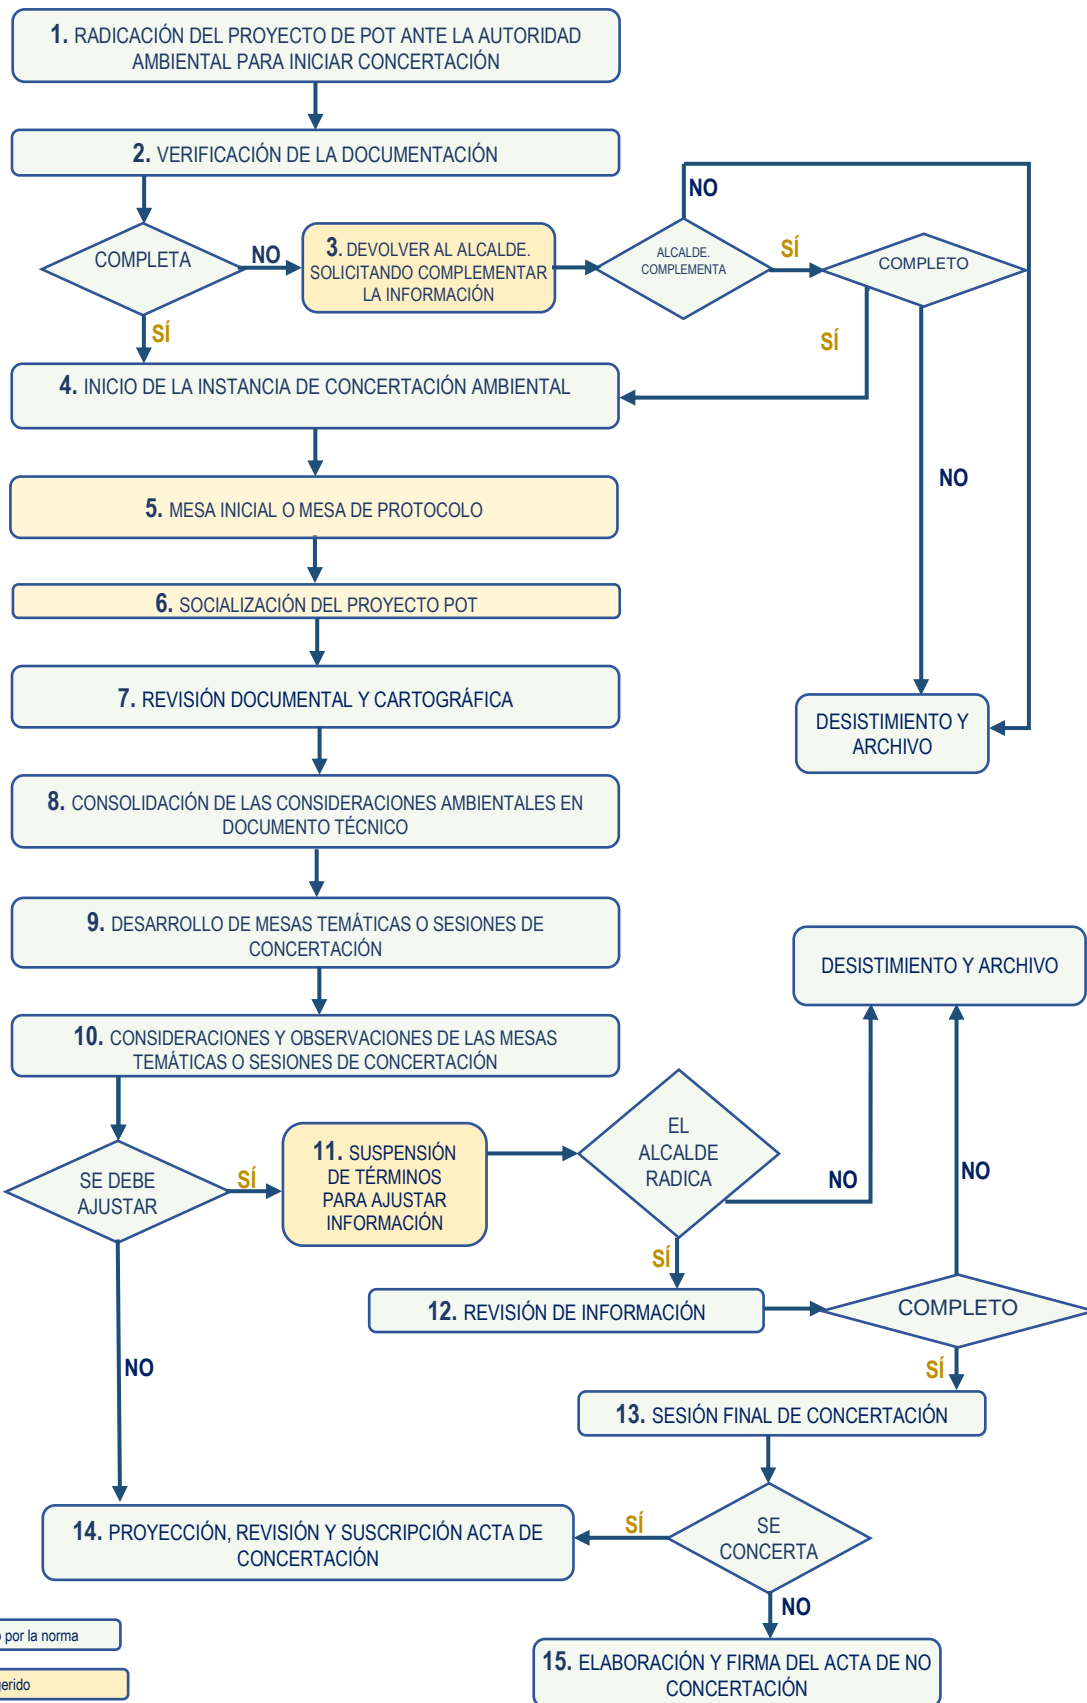 1. RADICACIÓN DEL PROYECTO DE POT ANTE LA AUTORIDAD
AMBIENTAL PARA INICIAR CONCERTACIÓN
2. VERIFICACIÓN DE LA DOCUMENTACIÓN
COMPLETA
NO
3. DEVOLVER AL ALCALDE.
SOLICITANDO COMPLEMENTAR
LA INFORMACIÓN
ALCALDE.
COMPLEMENTA
NO
SÍ
COMPLETO
SÍ
SÍ
NO
4. INICIO DE LA INSTANCIA DE CONCERTACIÓN AMBIENTAL
5. MESA INICIAL O MESA DE PROTOCOLO
6. SOCIALIZACIÓN DEL PROYECTO POT
7. REVISIÓN DOCUMENTAL Y CARTOGRÁFICA
DESISTIMIENTO Y
ARCHIVO
8. CONSOLIDACIÓN DE LAS CONSIDERACIONES AMBIENTALES EN
DOCUMENTO TÉCNICO
9. DESARROLLO DE MESAS TEMÁTICAS O SESIONES DE
CONCERTACIÓN
DESISTIMIENTO Y ARCHIVO
10. CONSIDERACIONES Y OBSERVACIONES DE LAS MESAS
TEMÁTICAS O SESIONES DE CONCERTACIÓN
SE DEBE
AJUSTAR
SÍ
11. SUSPENSIÓN
DE TÉRMINOS
PARA AJUSTAR
INFORMACIÓN
EL
ALCALDE
RADICA
NO
NO
SÍ
12. REVISIÓN DE INFORMACIÓN
COMPLETO
NO
SÍ
13. SESIÓN FINAL DE CONCERTACIÓN
14. PROYECCIÓN, REVISIÓN Y SUSCRIPCIÓN ACTA DE
CONCERTACIÓN
SÍ
SE
CONCERTA
NO
15. ELABORACIÓN Y FIRMA DEL ACTA DE NO
CONCERTACIÓN
por la norma
gerido